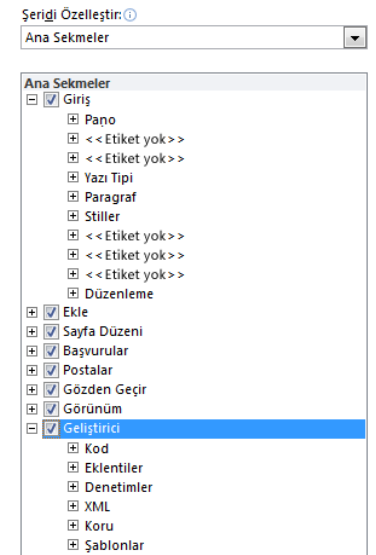 Şeridi Özelleştir:
Ana Sekmeler
Ana Sekmeler
Giriş
Pano
<<Etiket yok>>
<<Etiket yok>>
Yazı Tipi
Paragraf
Stiller
<<Etiket yok>>
<<Etiket yok>>
<<Etiket yok>>
Düzenleme
Ekle
Sayfa Düzeni
Başvurular
Postalar
Gözden Geçir
Görünüm
Geliştirici
Kod
Eklentiler
Denetimler
XML
Koru
Şablonlar